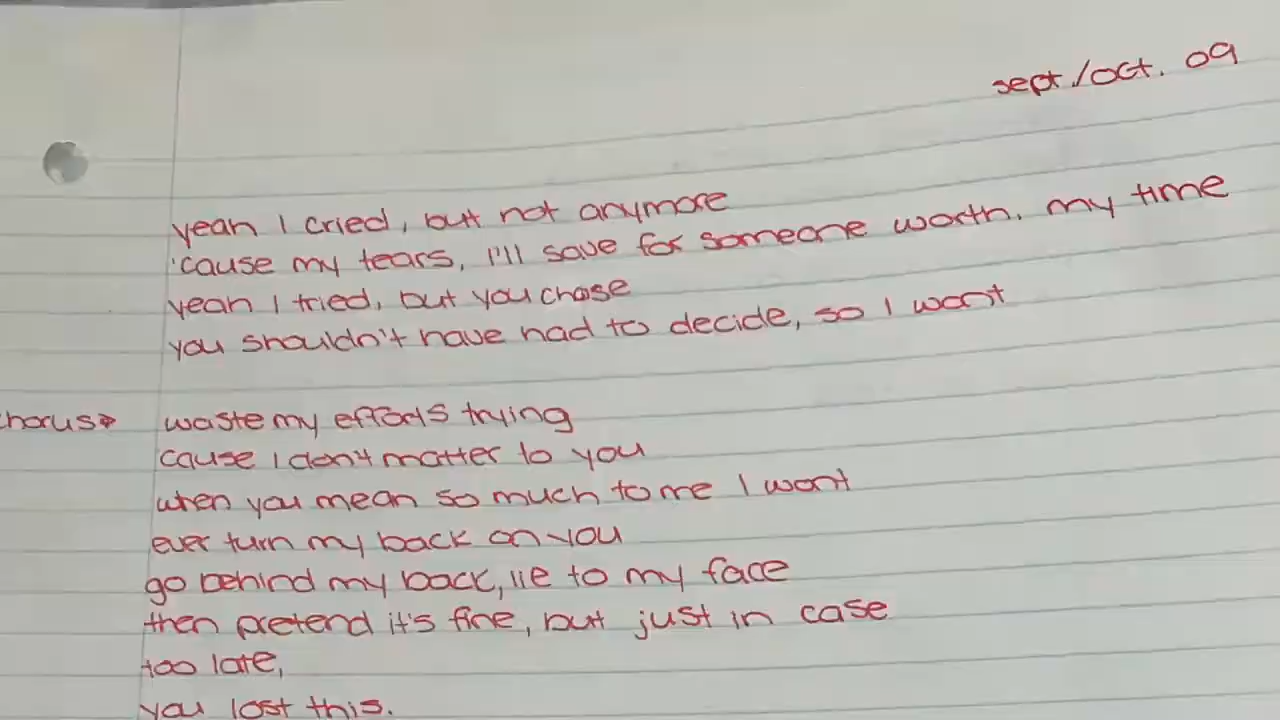 sept./oct. 09
yeah I cried, but not anymore
'cause my tears, I'll save for someone worth, my time
yeah I tried, but you chose
you shouldn't have had to decide, so I wont
chorus→ waste my efforts trying
cause I don't matter to you
when you mean so much to me I wont
ever turn my back on you
go behind my back, lie to my face
then pretend it's fine, but just in case
too late,
you lost this.